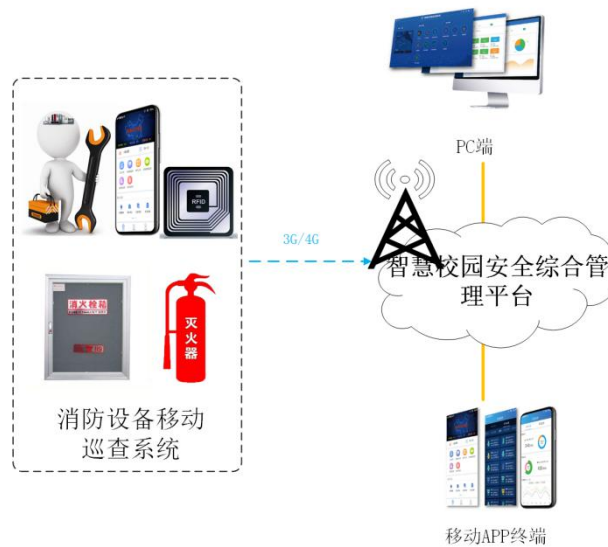 PC端
RFID
3G/4G
智慧校园安全综合管
理平台
消火栓箱
灭火器
消防设备移动
巡查系统
移动APP终端